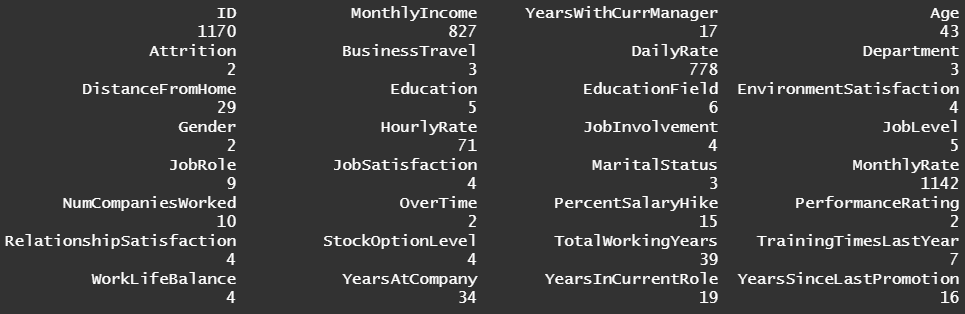 ID MonthlyIncome YearsWithCurrManager Age
1170 827 17 43
Attrition BusinessTravel DailyRate Department
2 3 778 3
DistanceFromHome Education EducationField EnvironmentSatisfaction
29 5 6 4
Gender HourlyRate JobInvolvement JobLevel
2 71 4 5
JobRole JobSatisfaction MaritalStatus MonthlyRate
9 4 3 1142
NumCompaniesWorked OverTime PercentSalaryHike PerformanceRating
10 2 15 2
RelationshipSatisfaction StockOptionLevel TotalWorkingYears TrainingTimesLastYear
4 4 39 7
WorkLifeBalance YearsAtCompany YearsInCurrentRole YearsSinceLastPromotion
4 34 19 16